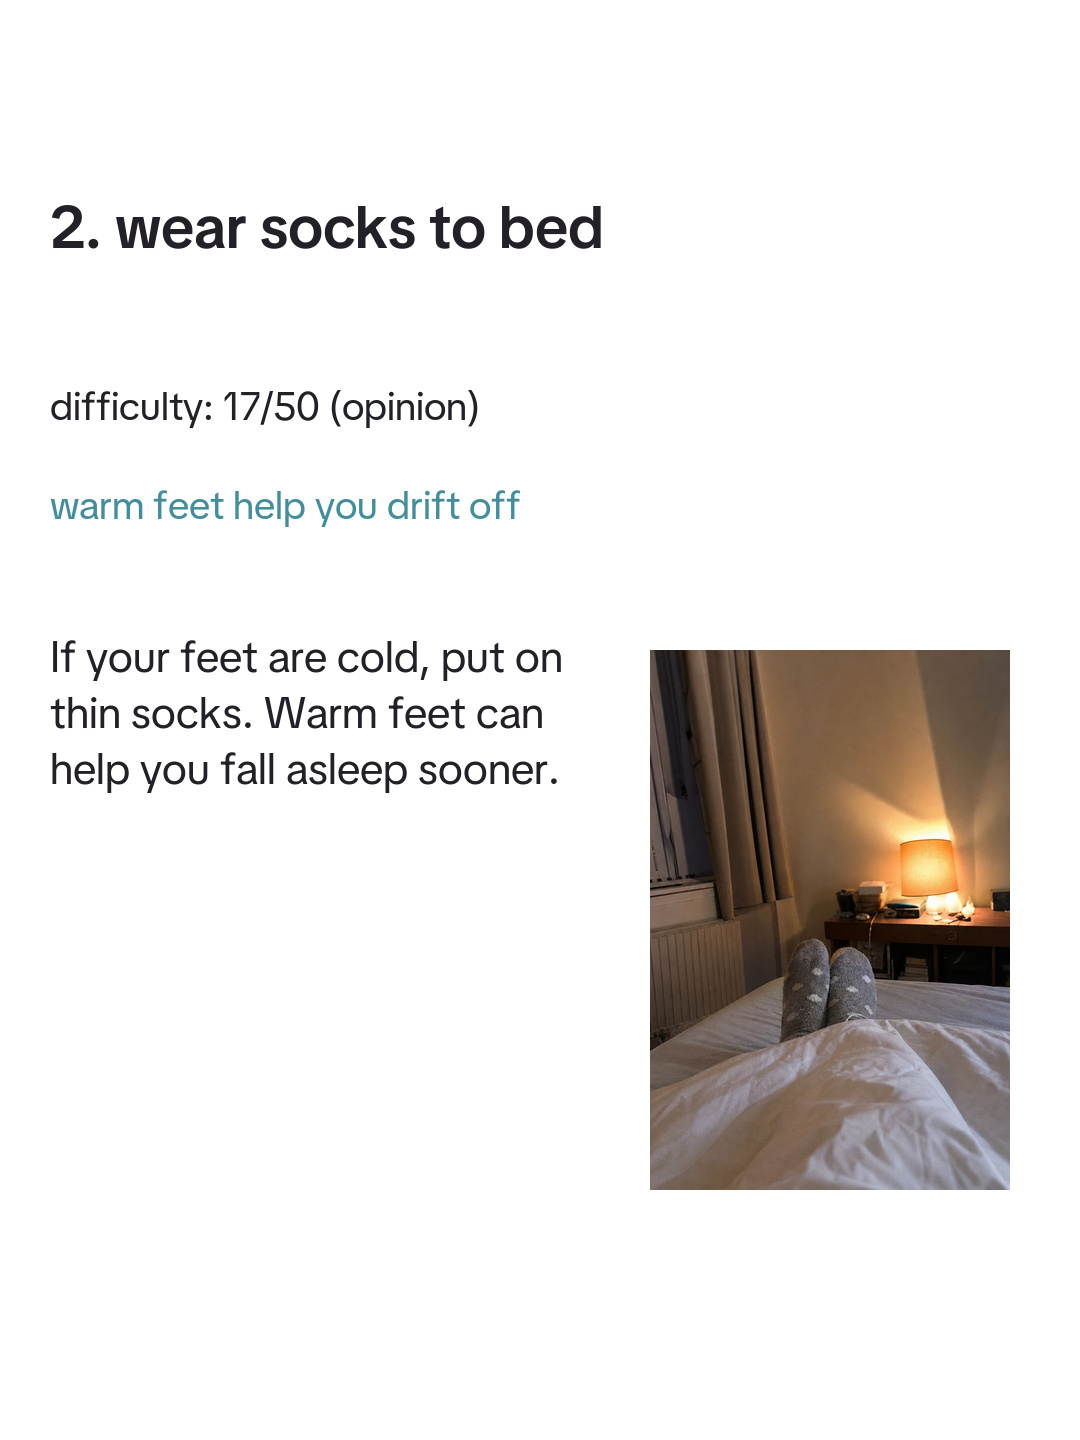 2. wear socks to bed
difficulty: 17/50 (opinion)
warm feet help you drift off
If your feet are cold, put on
thin socks. Warm feet can
help you fall asleep sooner.